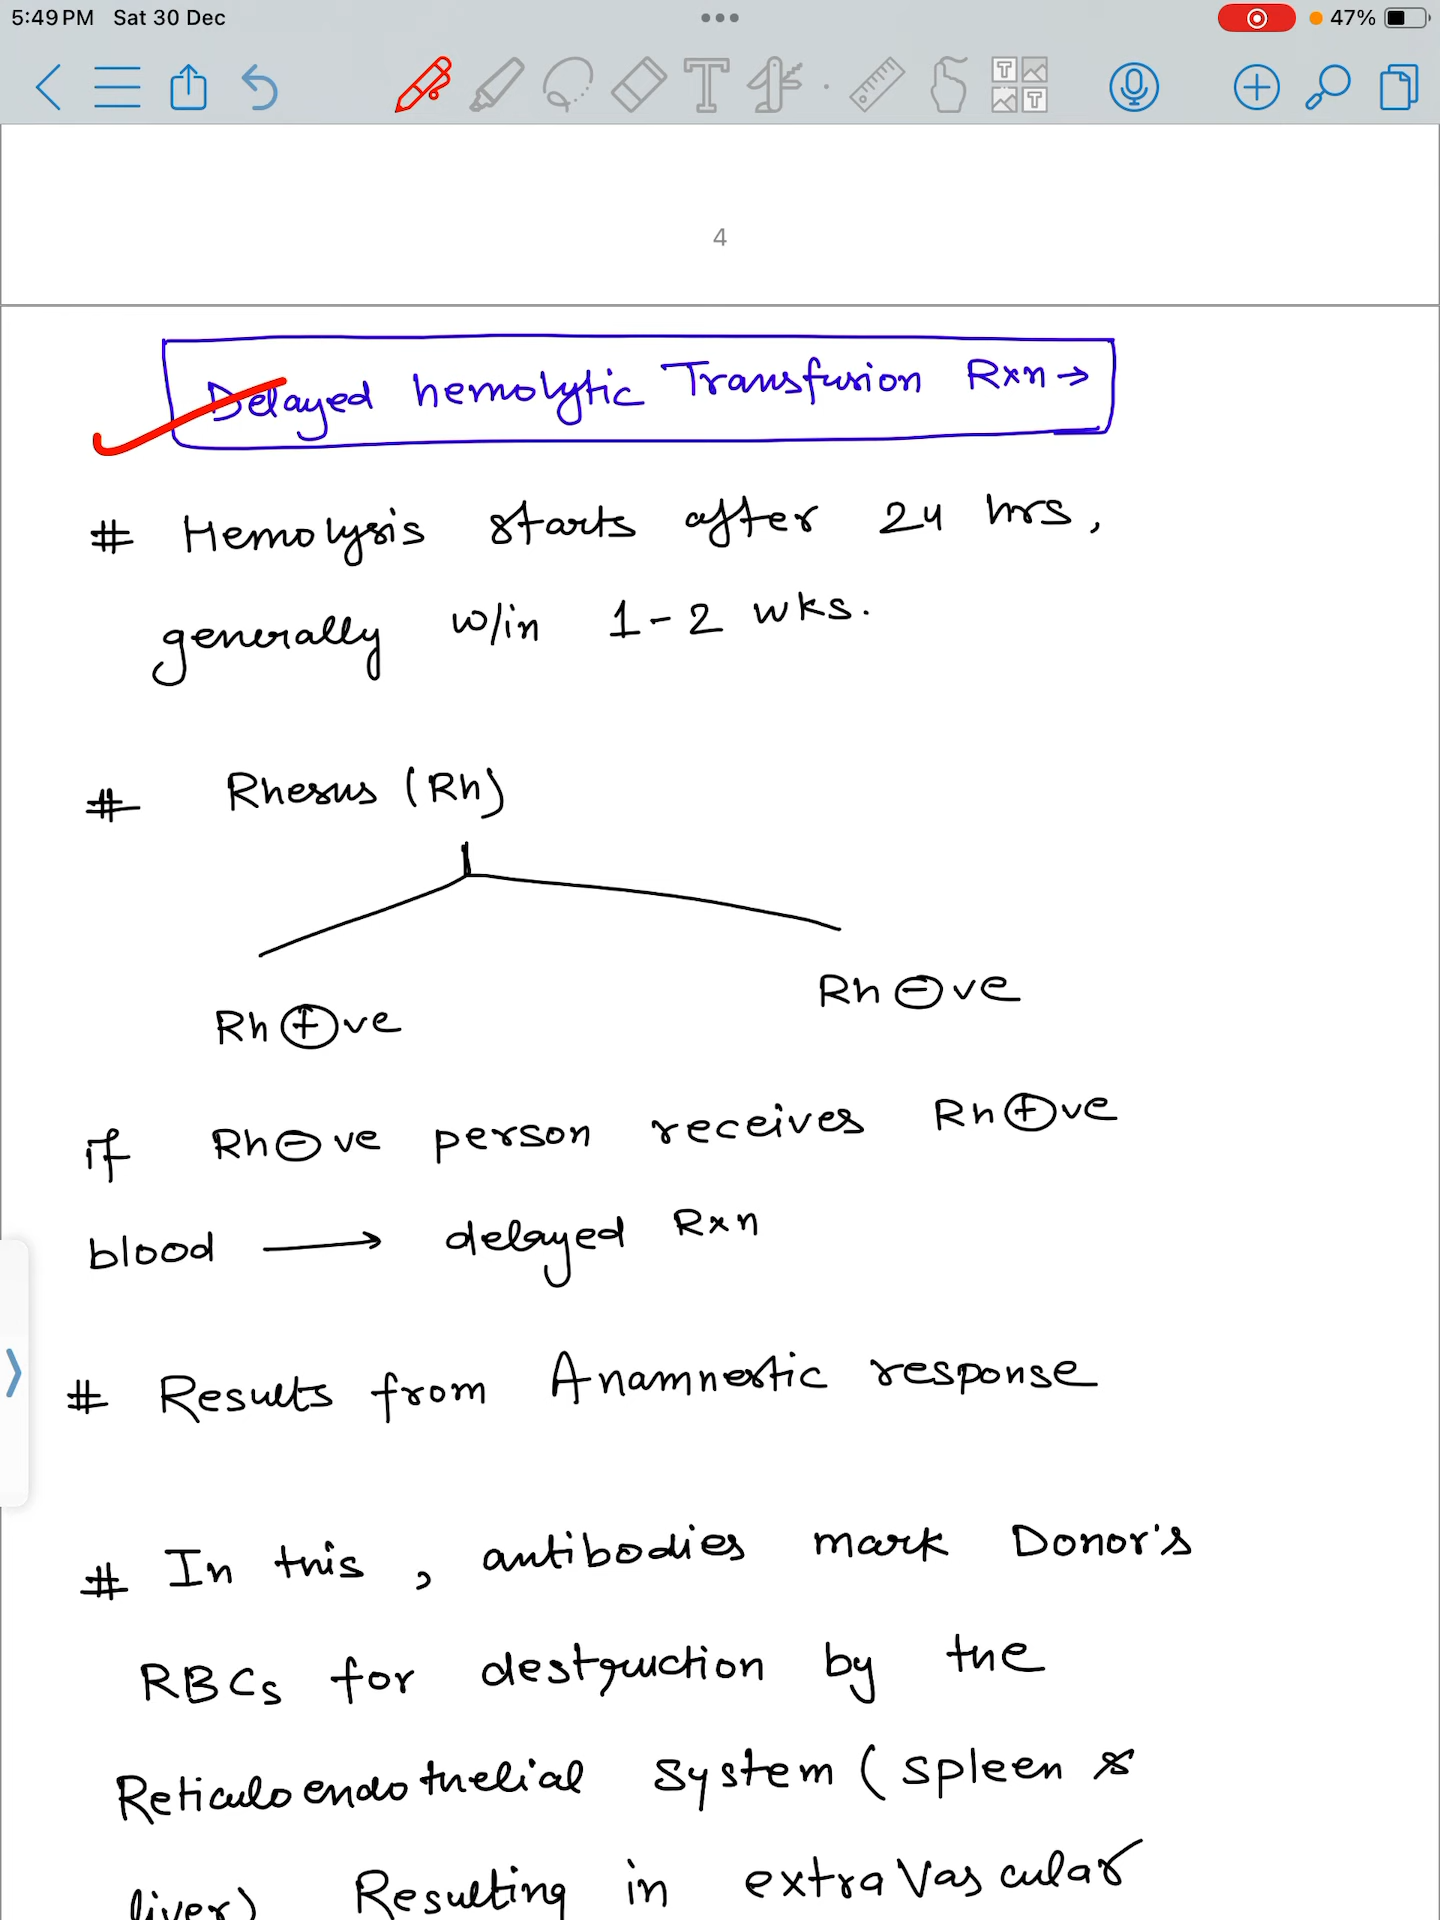 5:49 PM Sat 30 Dec
47%
4
Delayed hemolytic Transfusion Rxn →
# Hemolysis starts after 24 hrs,
generally w/in 1-2 wks.
# Rhesus (Rh)
Rh ⊕ve
Rh ⊖ve
if Rh⊖ve person receives Rh⊕ve
blood → delayed Rxn
# Results from Anamnestic response
# In this, antibodies mark Donor's
RBCs for destruction by the
Reticuloendothelial system (spleen &
liver) Resulting in extravascular